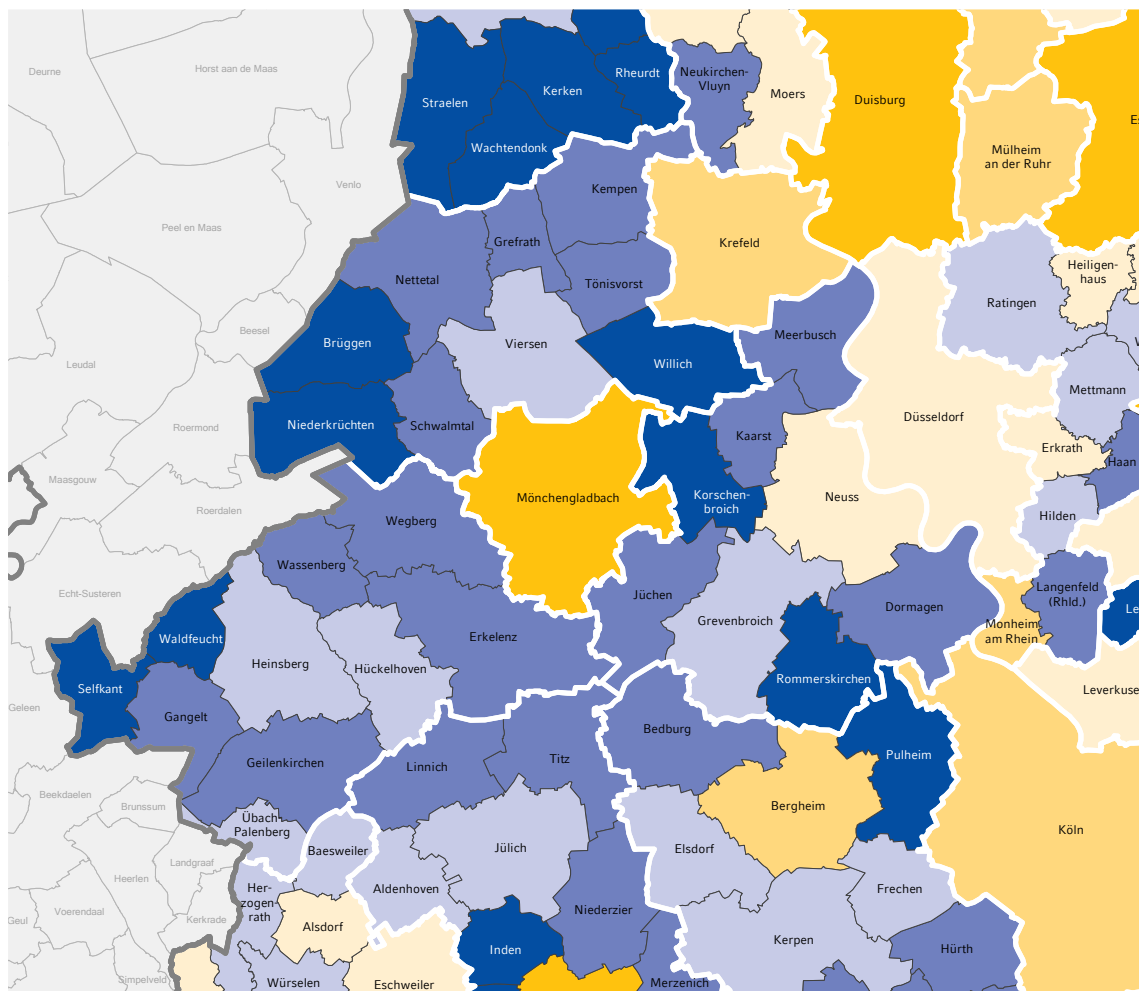 Deurne
Horst aan de Maas
Straelen
Kerken
Rheurdt
Neukirchen-
Vluyn
Moers
Duisburg
Es
Wachtendonk
Mülheim
an der Ruhr
Venlo
Kempen
Peel en Maas
Grefrath
Krefeld
Nettetal
Tönisvorst
Heiligen-
haus
Ratingen
Beesel
Brüggen
Viersen
Meerbusch
Leudal
Willich
Mettmann
Roermond
Niederkrüchten
Schwalmtal
Kaarst
Düsseldorf
Erkrath
Haan
Maasgouw
Mönchengladbach
Korschen-
broich
Neuss
Roerdalen
Wegberg
Hilden
Wassenberg
Echt-Susteren
Jüchen
Dormagen
Langenfeld
(Rhld.)
Le
Waldfeucht
Erkelenz
Grevenbroich
Monheim
am Rhein
Heinsberg
Hückelhoven
Selfkant
Rommerskirchen
Leverkuse
Geleen
Gangelt
Bedburg
Geilenkirchen
Linnich
Titz
Pulheim
Beekdaelen
Brunssum
Bergheim
Übach-
Palenberg
Baesweiler
Jülich
Elsdorf
Köln
Landgraaf
Heerlen
Aldenhoven
Her-
zogen-
rath
Frechen
Voerendaal
Geul
Kerkrade
Alsdorf
Niederzier
Kerpen
Inden
Hürth
Simpelveld
Würselen
Eschweiler
Merzenich